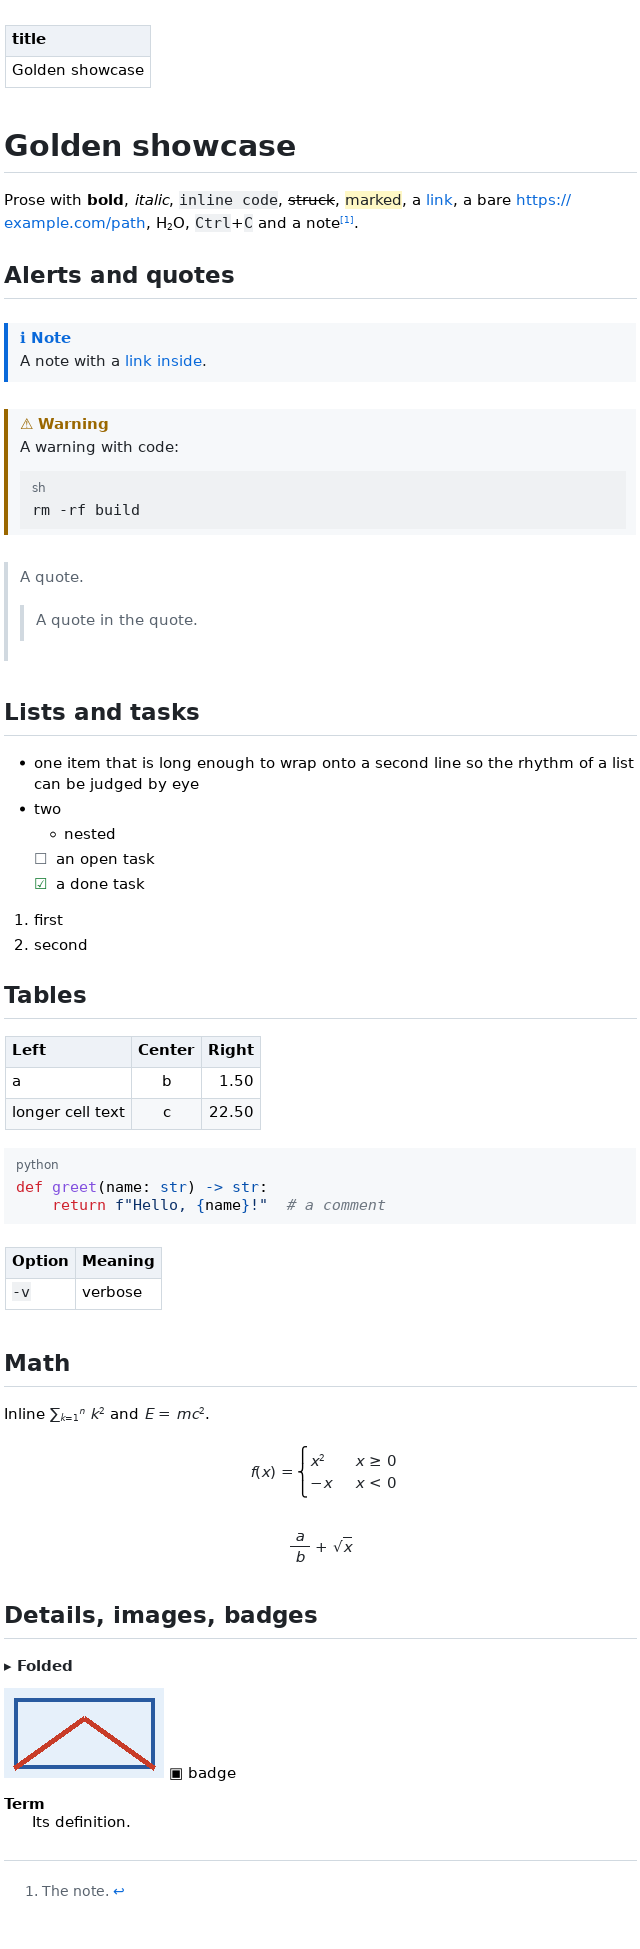 title
Golden showcase
Golden showcase
Prose with bold, italic, inline code, struck, marked, a link, a bare https://
example.com/path, H₂O, Ctrl+C and a note[1].
Alerts and quotes
ℹ Note
A note with a link inside.
⚠ Warning
A warning with code:
sh
rm -rf build
A quote.
A quote in the quote.
Lists and tasks
• one item that is long enough to wrap onto a second line so the rhythm of a list
can be judged by eye
• two
◦ nested
☐ an open task
☑ a done task
1. first
2. second
Tables
Left Center Right
a b 1.50
longer cell text c 22.50
python
def greet(name: str) -> str:
    return f"Hello, {name}!"  # a comment
Option Meaning
-v verbose
Math
Inline ∑ₖ₌₁ⁿ k² and E = mc².
f(x) = { x² x ≥ 0
−x x < 0
a
b + √x
Details, images, badges
▸ Folded
▣ badge
Term
Its definition.
1. The note. ↩